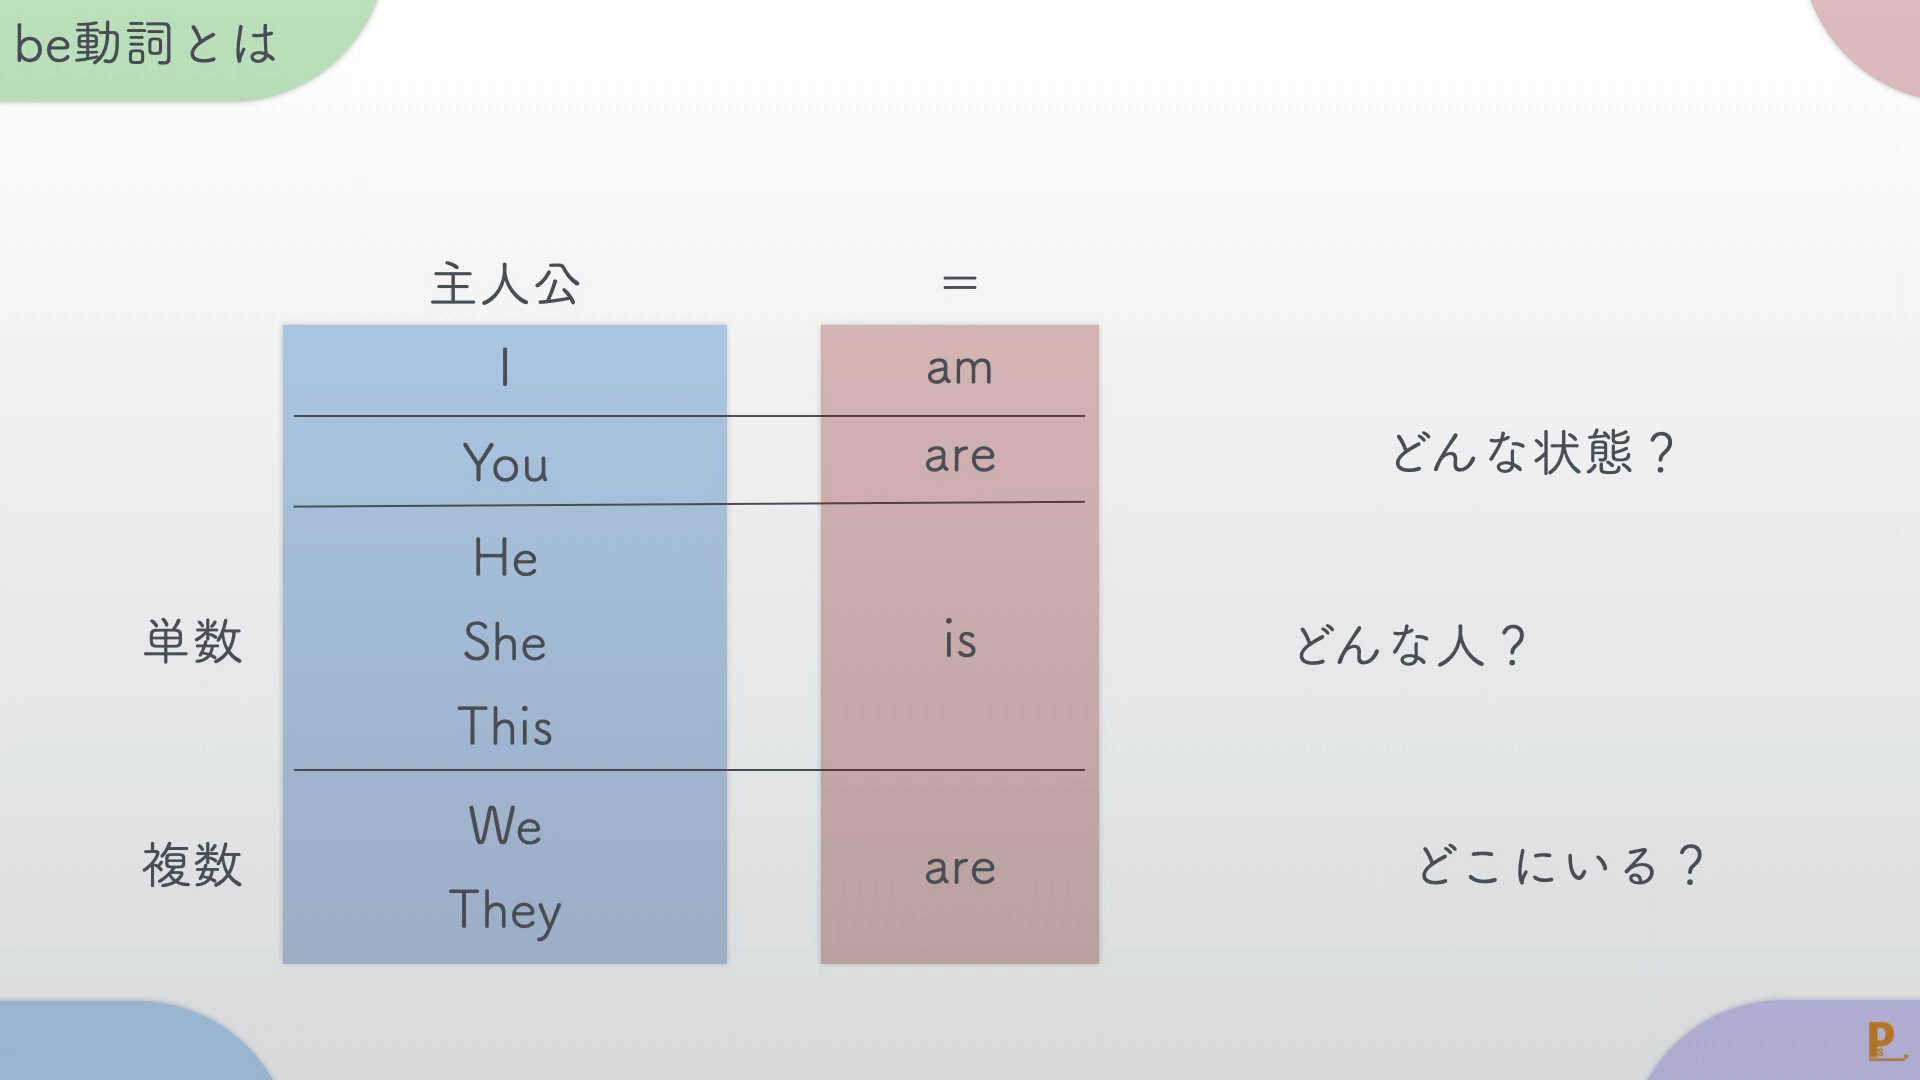 be動詞とは
主人公 =
I am
You are
どんな状態？
He
単数 She is どんな人？
This
We
複数 are どこにいる？
They
Ps